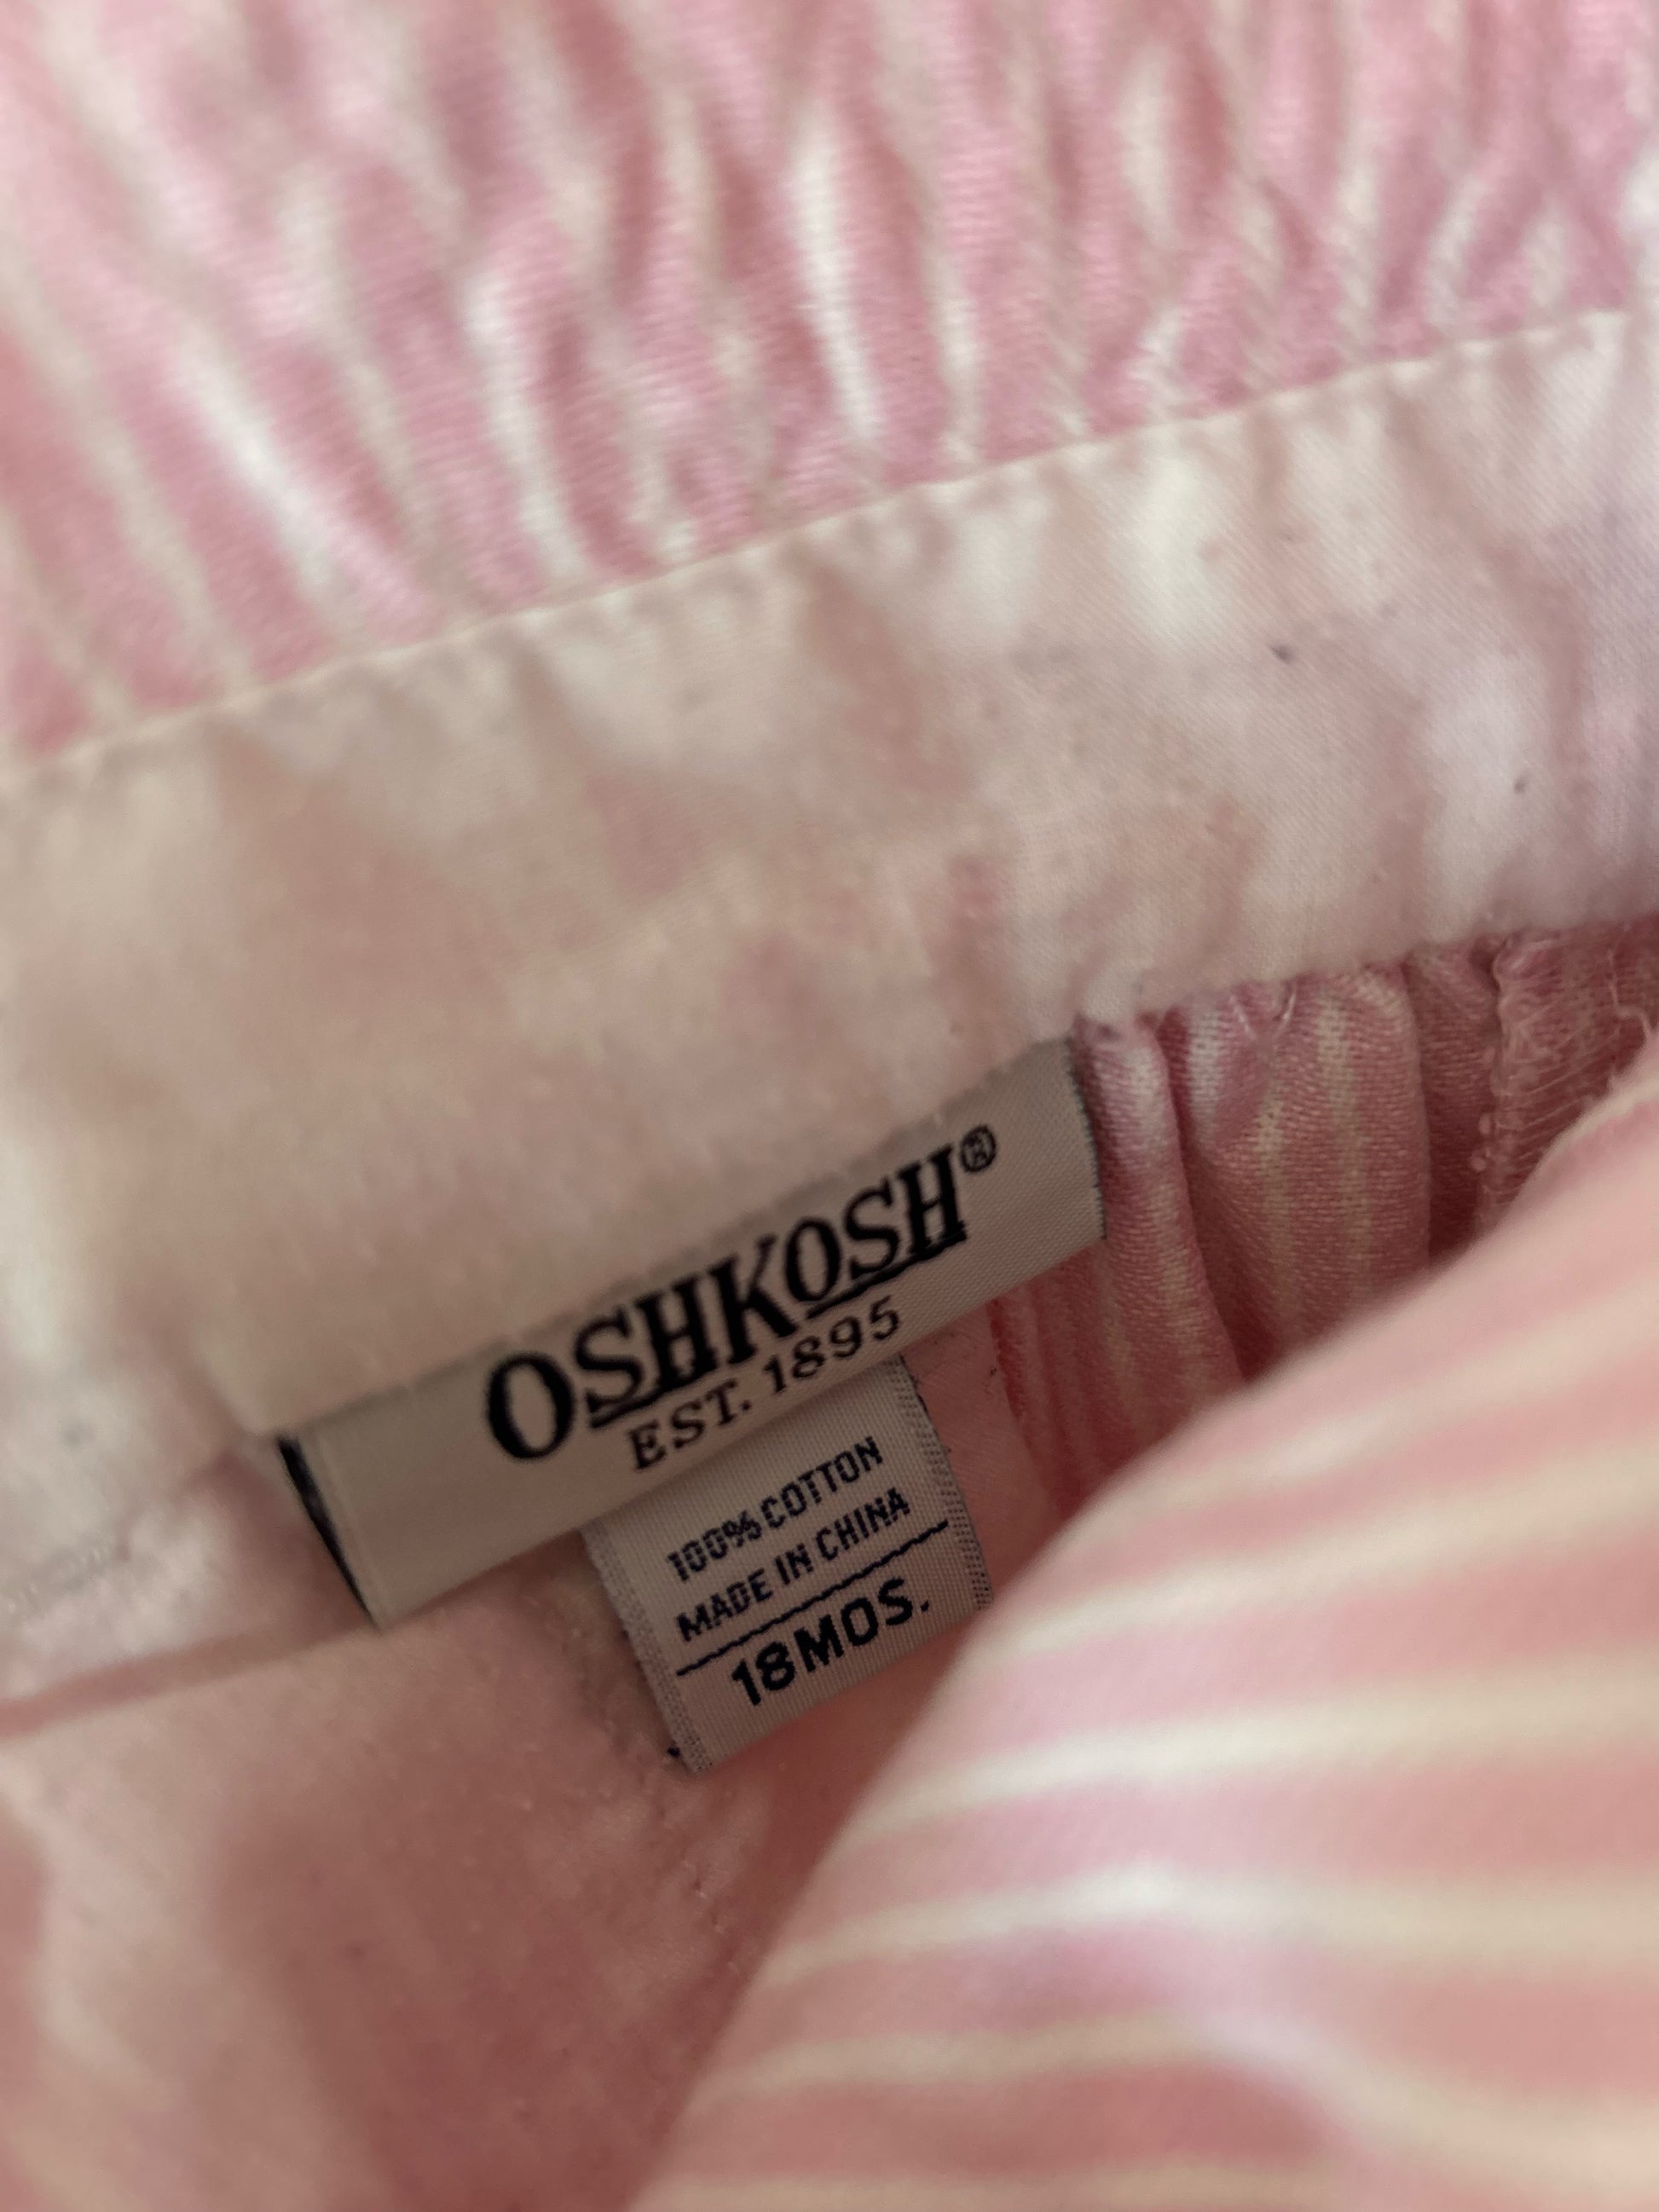 OSHKOSH®
EST. 1895
100% COTTON
MADE IN CHINA
18MOS.